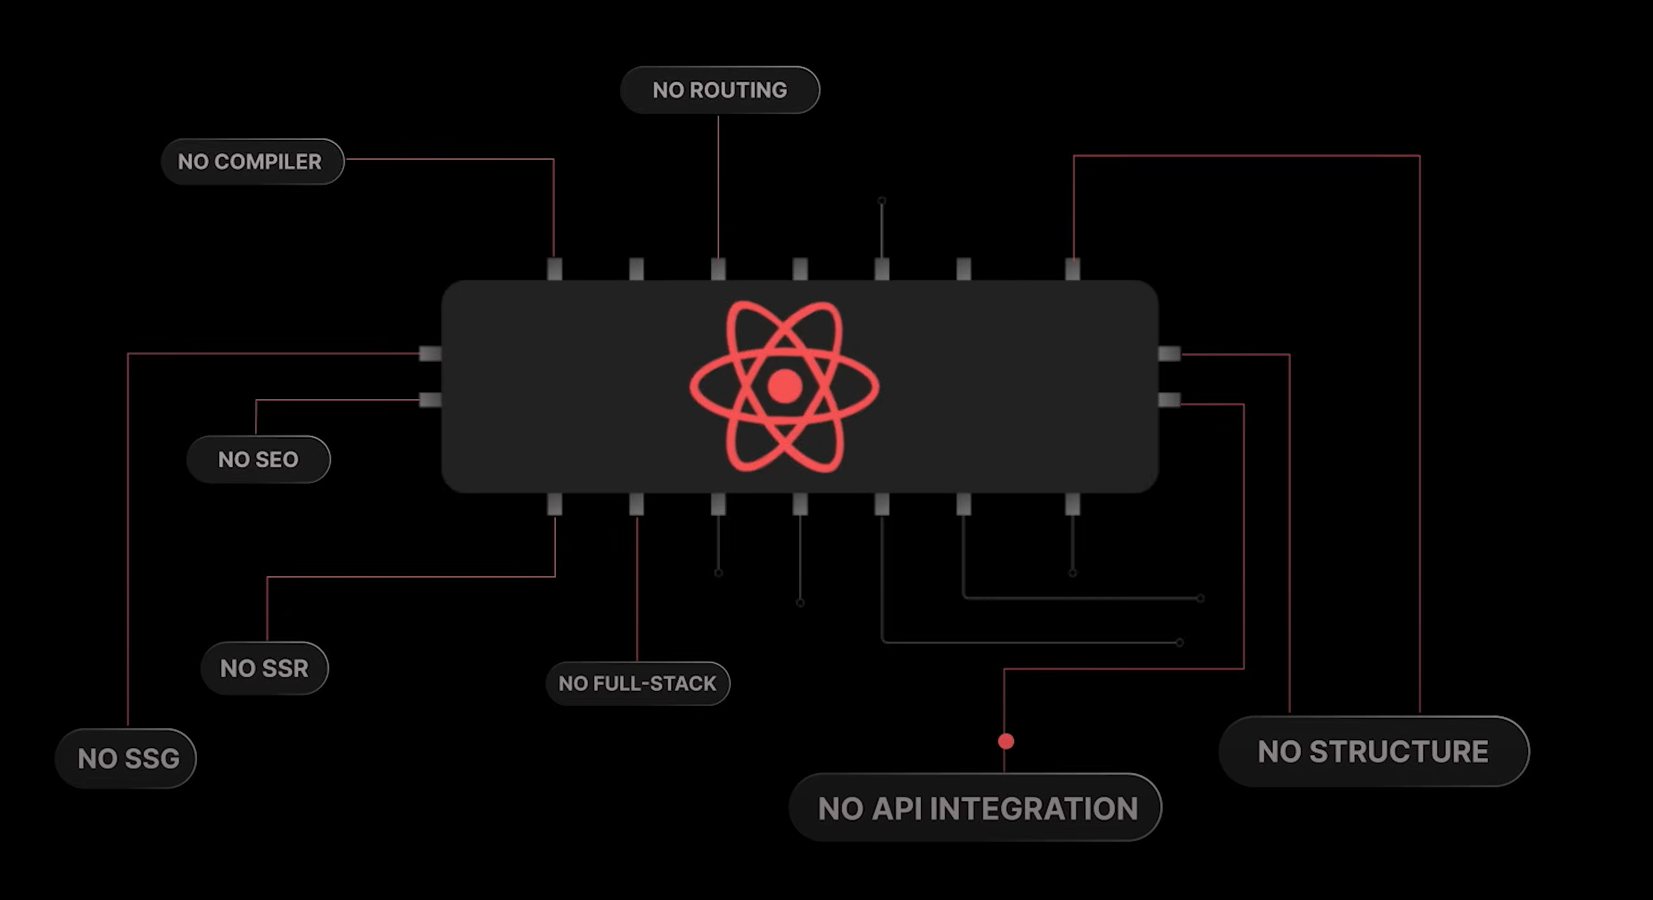 NO ROUTING
NO COMPILER
NO SEO
NO SSR
NO FULL-STACK
NO SSG
NO STRUCTURE
NO API INTEGRATION